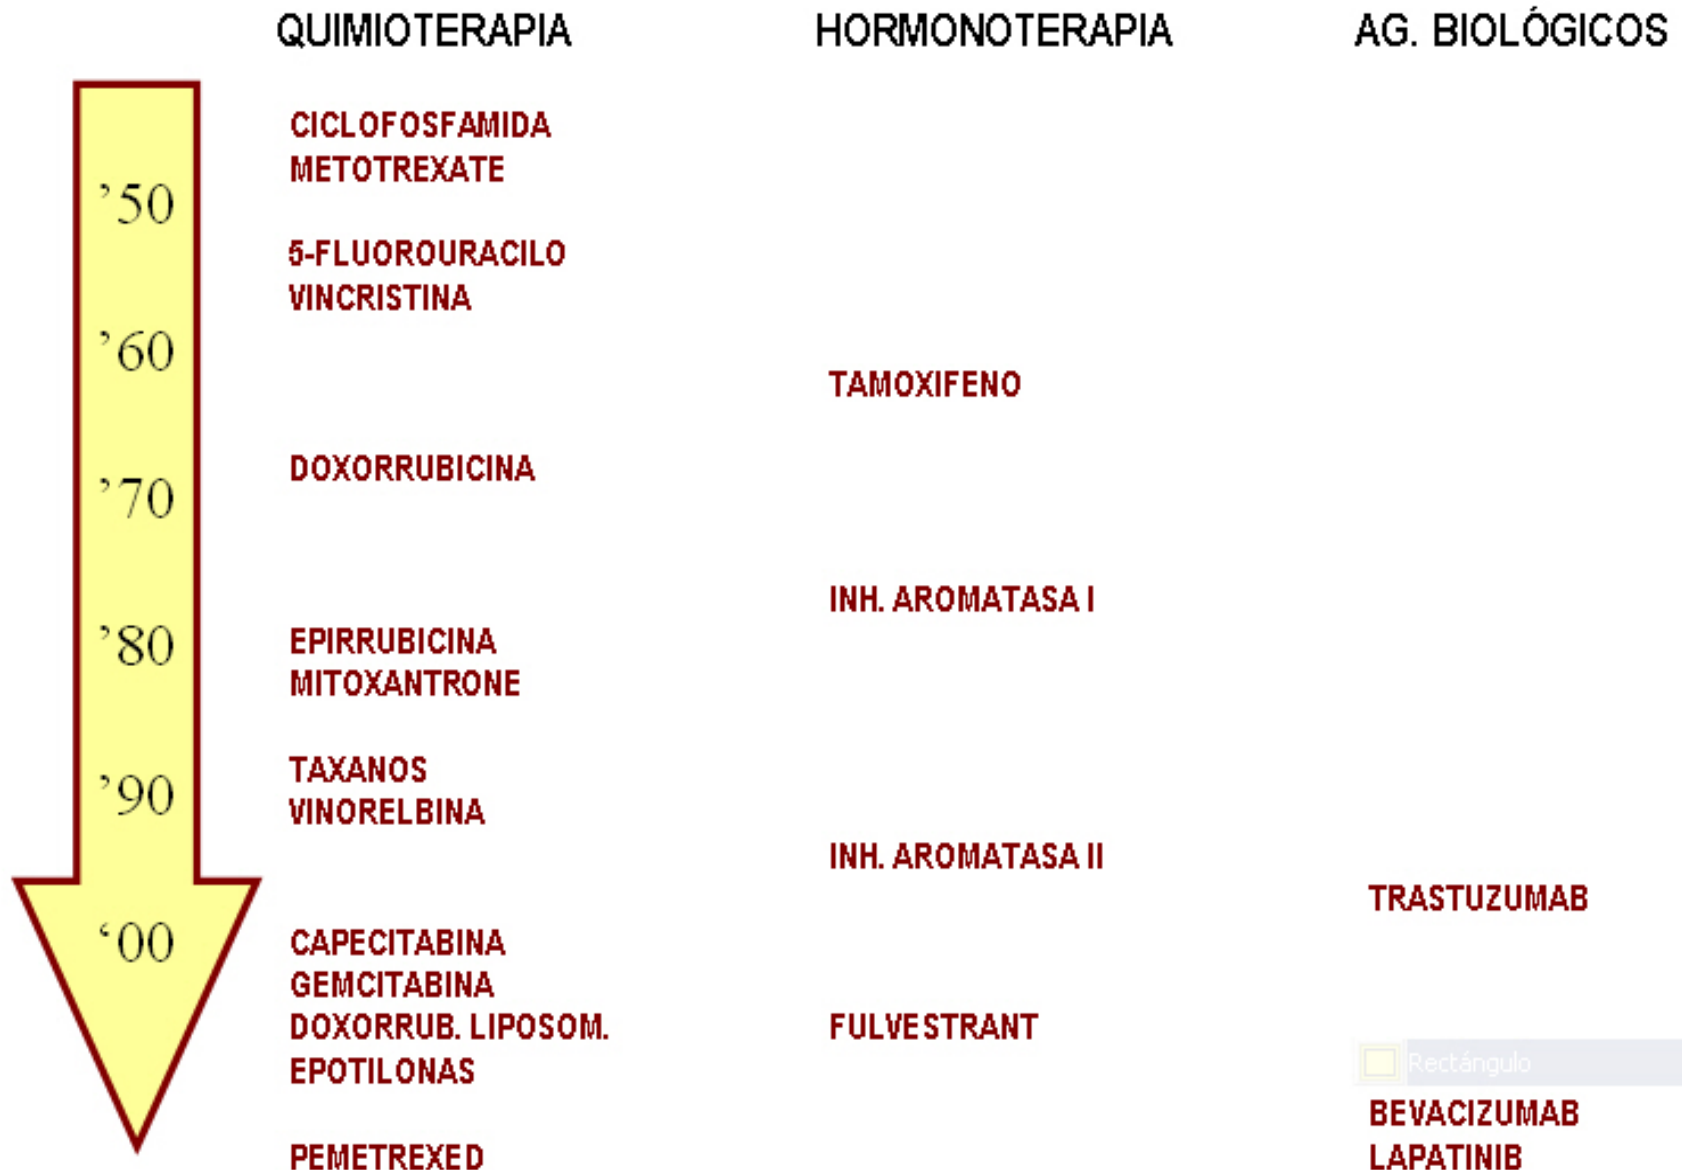 QUIMIOTERAPIA HORMONOTERAPIA AG. BIOLÓGICOS
CICLOFOSFAMIDA
METOTREXATE
’50
5-FLUOROURACILO
VINCRISTINA
’60
TAMOXIFENO
DOXORRUBICINA
’70
INH. AROMATASA I
’80 EPIRRUBICINA
MITOXANTRONE
TAXANOS
’90
VINORELBINA
INH. AROMATASA II
TRASTUZUMAB
‘00 CAPECITABINA
GEMCITABINA
DOXORRUB. LIPOSOM. FULVESTRANT
Rectángulo
EPOTILONAS
BEVACIZUMAB
PEMETREXED LAPATINIB